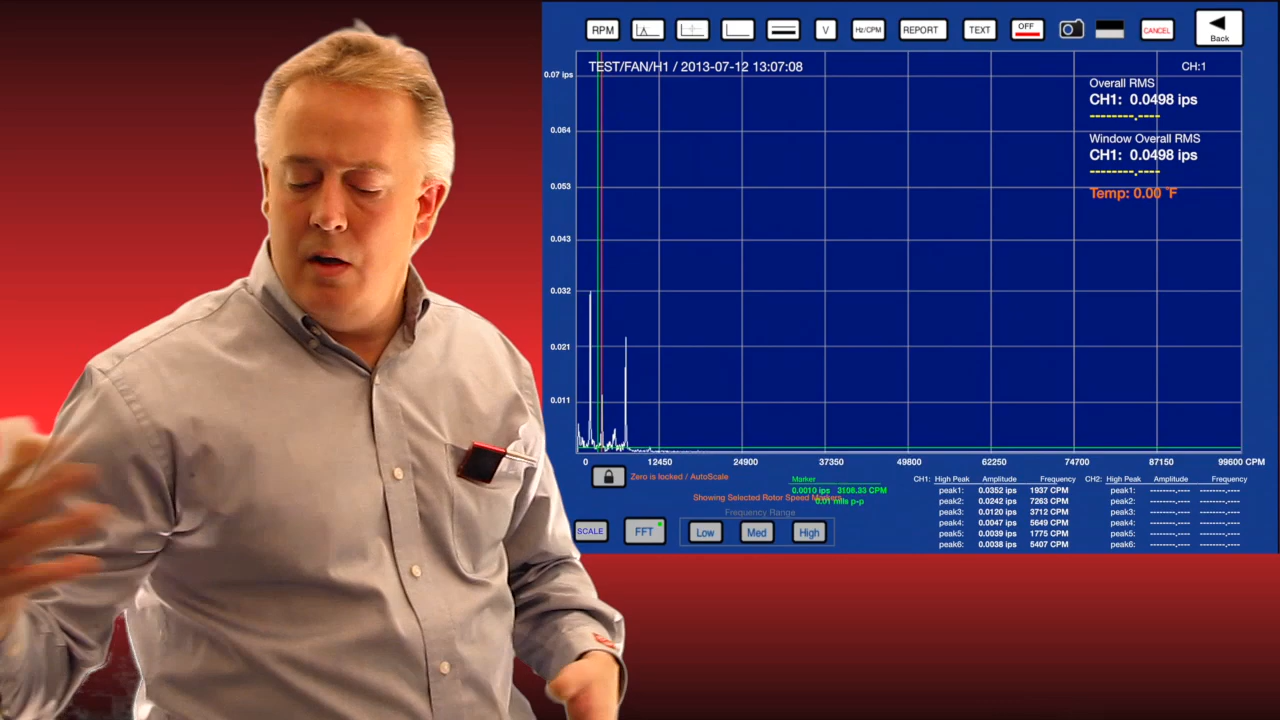 RPM V Hz/CPM REPORT TEXT OFF CANCEL Back
TEST/FAN/H1 / 2013-07-12 13:07:08
CH:1
0.07 ips
0.064
0.053
0.043
0.032
0.021
0.011
Overall RMS
CH1: 0.0498 ips
--------.----
Window Overall RMS
CH1: 0.0498 ips
--------.----
Temp: 0.00 °F
0 12450 24900 37350 49800 62250 74700 87150 99600 CPM
Zero is locked / AutoScale
Marker
0.0010 ips 3108.33 CPM
0.01 mils p-p
Showing Selected Rotor Speed Markers
Frequency Range
SCALE FFT Low Med High
CH1: High Peak Amplitude Frequency
peak1: 0.0352 ips 1937 CPM
peak2: 0.0242 ips 7263 CPM
peak3: 0.0120 ips 3712 CPM
peak4: 0.0047 ips 5649 CPM
peak5: 0.0039 ips 1775 CPM
peak6: 0.0038 ips 5407 CPM
CH2: High Peak Amplitude Frequency
peak1: --------.---- --------.----
peak2: --------.---- --------.----
peak3: --------.---- --------.----
peak4: --------.---- --------.----
peak5: --------.---- --------.----
peak6: --------.---- --------.----